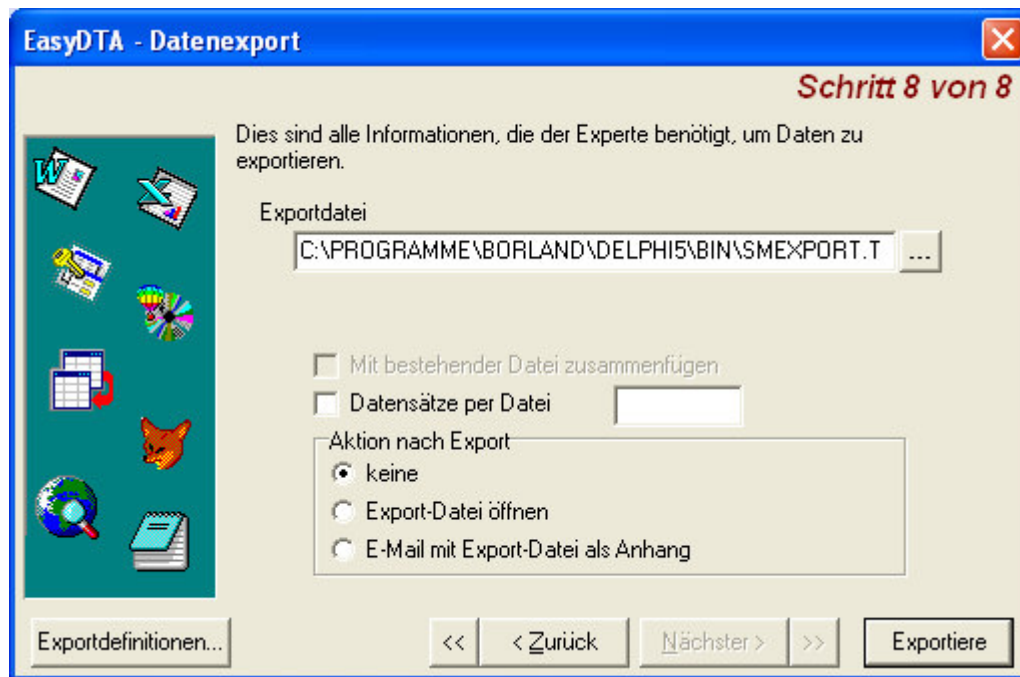 EasyDTA - Datenexport
Schritt 8 von 8
Dies sind alle Informationen, die der Experte benötigt, um Daten zu
exportieren.
Exportdatei
C:\PROGRAMME\BORLAND\DELPHI5\BIN\SMEXPORT.T ...
Mit bestehender Datei zusammenfügen
Datensätze per Datei
Aktion nach Export
keine
Export-Datei öffnen
E-Mail mit Export-Datei als Anhang
Exportdefinitionen... << < Zurück Nächster > >> Exportiere